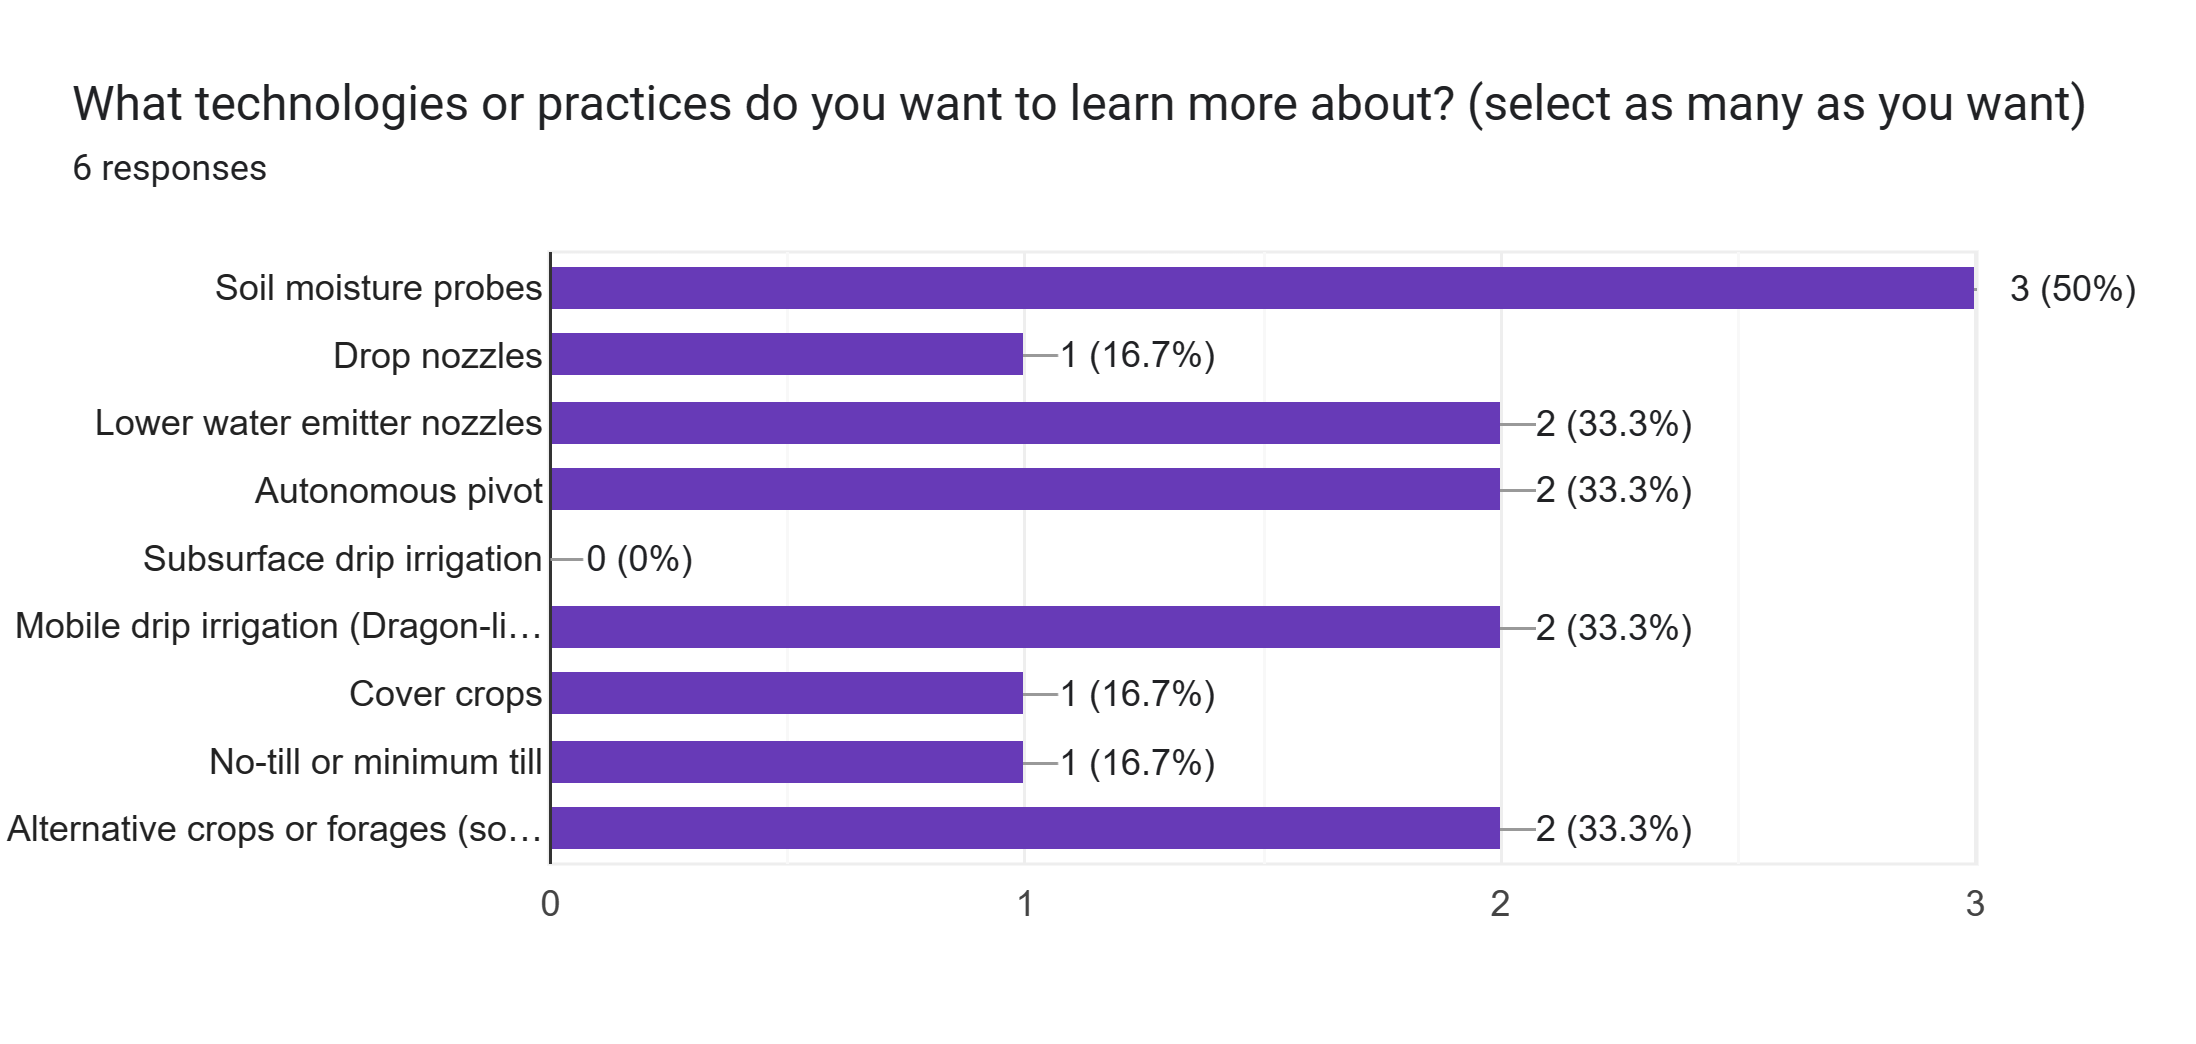 What technologies or practices do you want to learn more about? (select as many as you want)
6 responses
Soil moisture probes 3 (50%)
Drop nozzles 1 (16.7%)
Lower water emitter nozzles 2 (33.3%)
Autonomous pivot 2 (33.3%)
Subsurface drip irrigation 0 (0%)
Mobile drip irrigation (Dragon-li… 2 (33.3%)
Cover crops 1 (16.7%)
No-till or minimum till 1 (16.7%)
Alternative crops or forages (so… 2 (33.3%)
0 1 2 3